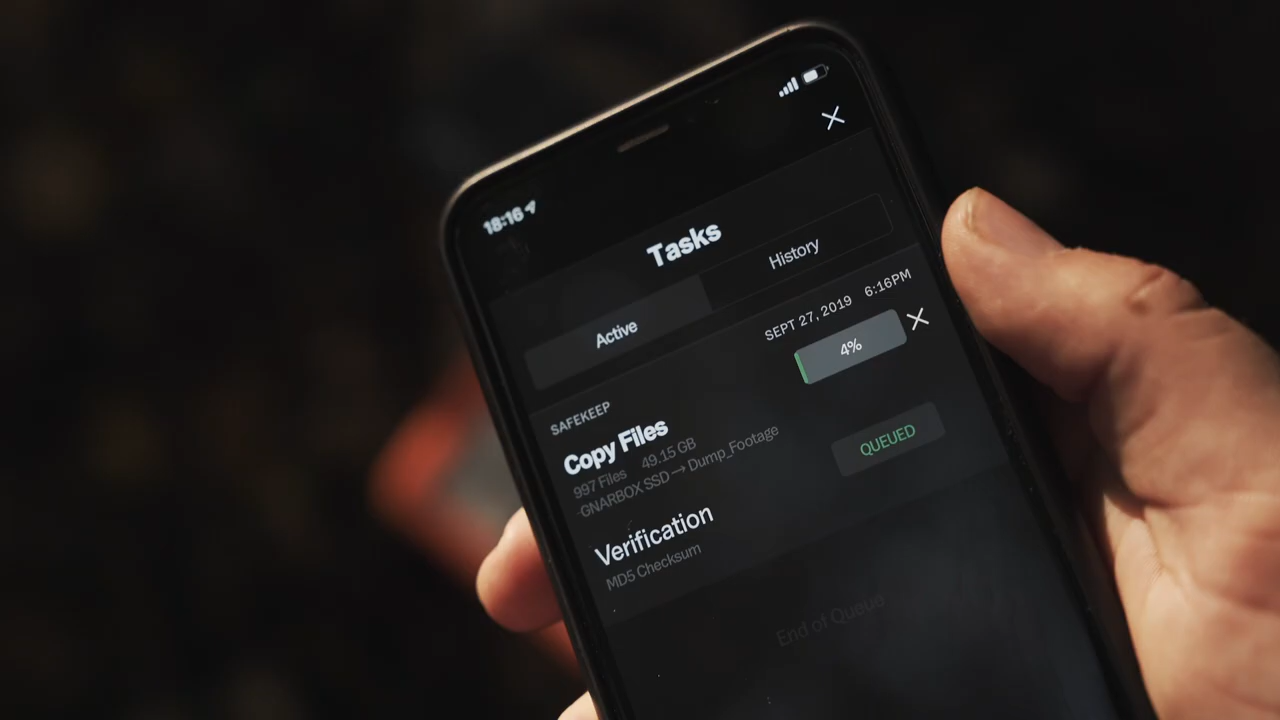 18:16
Tasks
Active
History
SEPT 27, 2019 6:16PM
4%
SAFEKEEP
Copy Files
997 Files 49.15 GB
GNARBOX SSD → Dump_Footage
QUEUED
Verification
MD5 Checksum
End of Queue